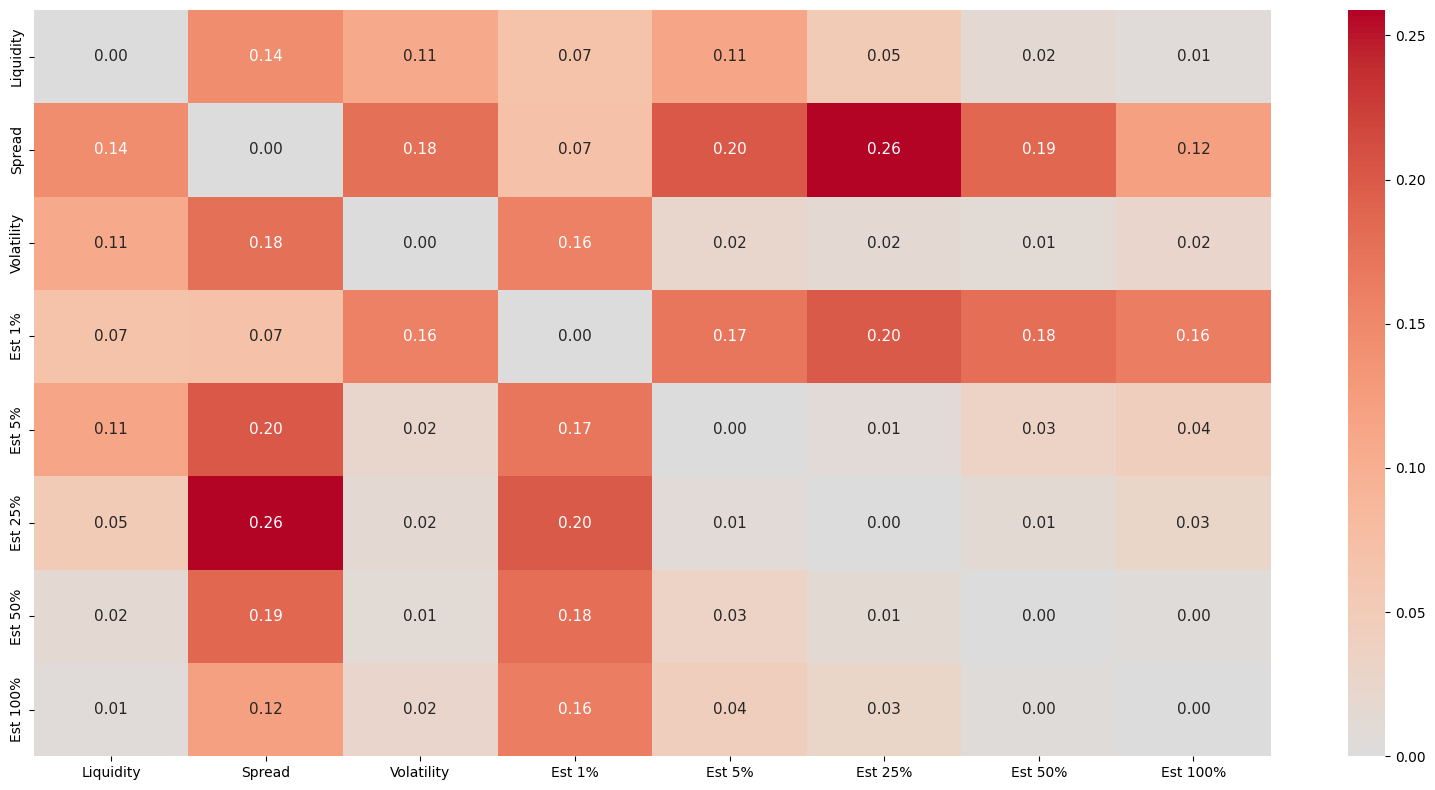 Liquidity 0.00 0.14 0.11 0.07 0.11 0.05 0.02 0.01
Spread 0.14 0.00 0.18 0.07 0.20 0.26 0.19 0.12
Volatility 0.11 0.18 0.00 0.16 0.02 0.02 0.01 0.02
Est 1% 0.07 0.07 0.16 0.00 0.17 0.20 0.18 0.16
Est 5% 0.11 0.20 0.02 0.17 0.00 0.01 0.03 0.04
Est 25% 0.05 0.26 0.02 0.20 0.01 0.00 0.01 0.03
Est 50% 0.02 0.19 0.01 0.18 0.03 0.01 0.00 0.00
Est 100% 0.01 0.12 0.02 0.16 0.04 0.03 0.00 0.00
Liquidity Spread Volatility Est 1% Est 5% Est 25% Est 50% Est 100%
0.25
0.20
0.15
0.10
0.05
0.00